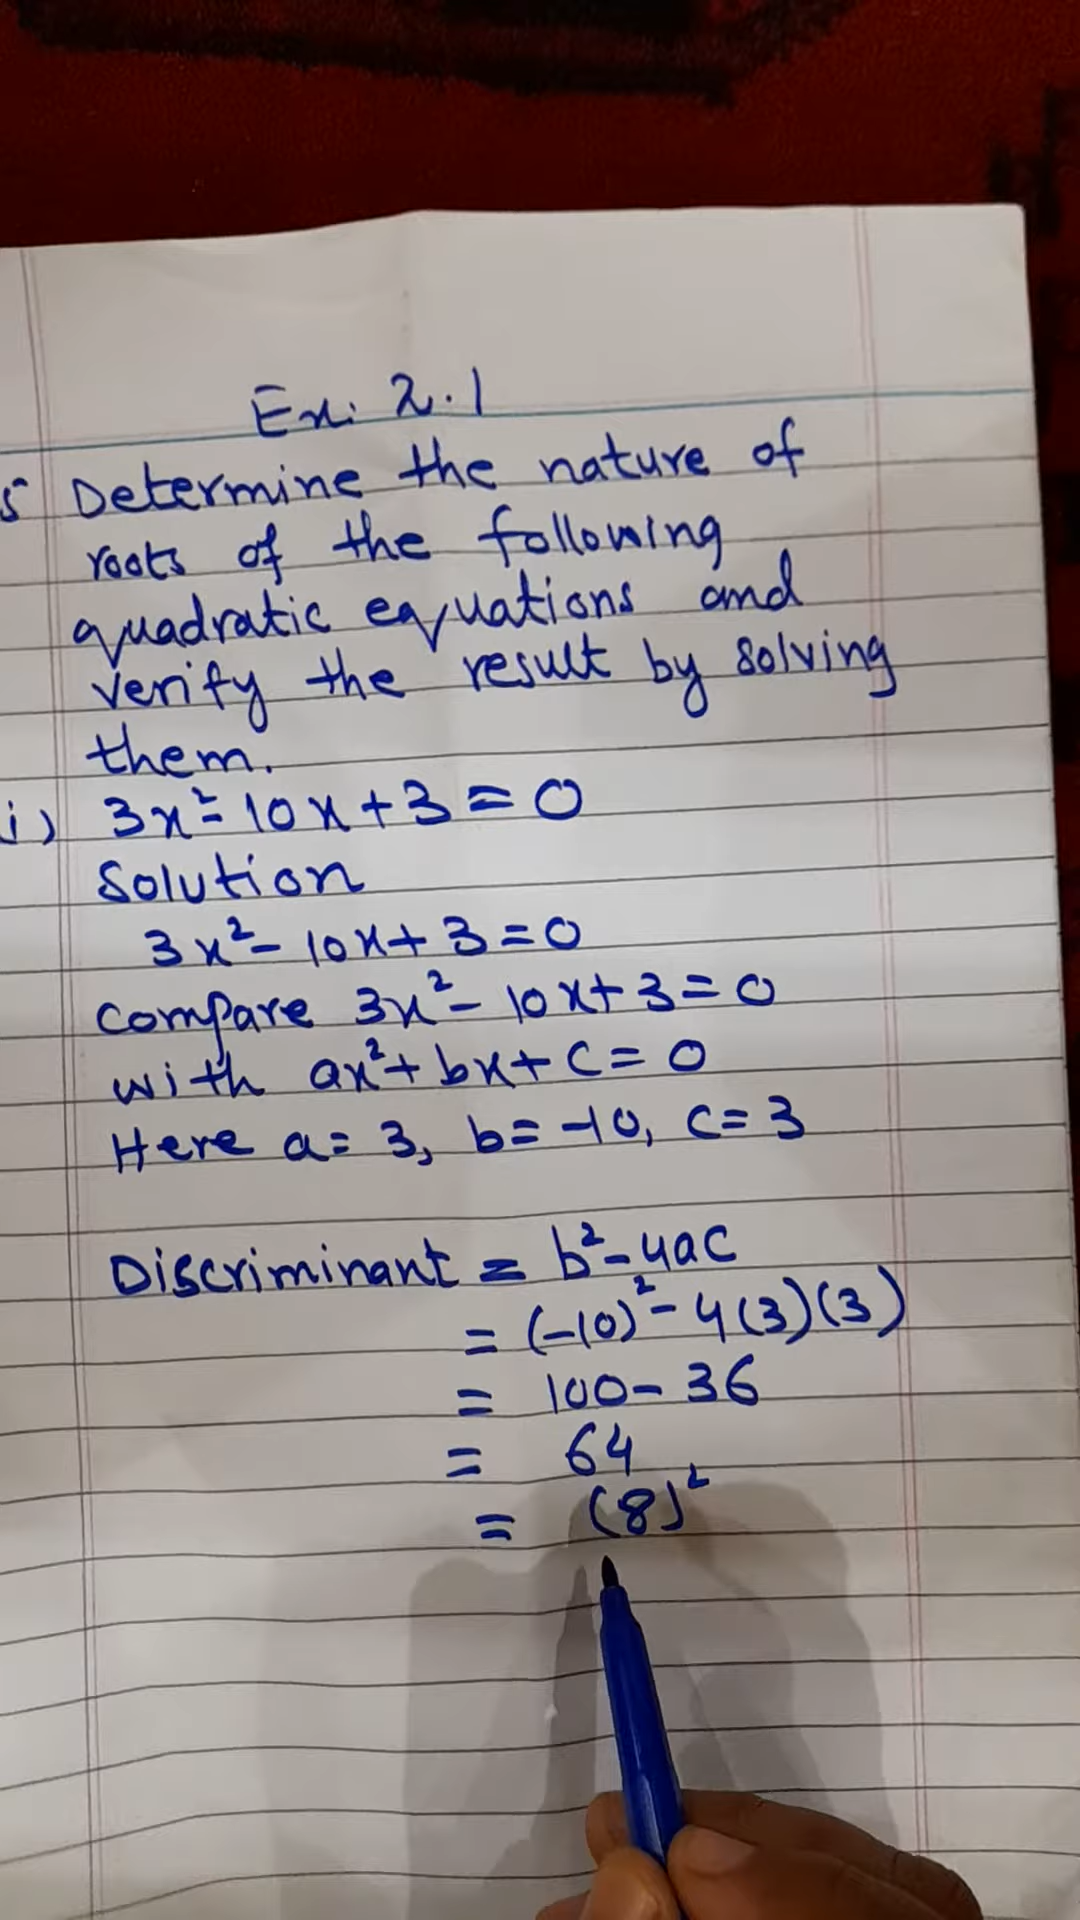 Ex. 2.1
5 Determine the nature of
roots of the following
quadratic equations and
verify the result by solving
them.
i) 3x² - 10x + 3 = 0
Solution
3x² - 10x + 3 = 0
Compare 3x² - 10x + 3 = 0
with ax² + bx + c = 0
Here a = 3, b = -10, c = 3
Discriminant = b² - 4ac
= (-10)² - 4(3)(3)
= 100 - 36
= 64
= (8)²